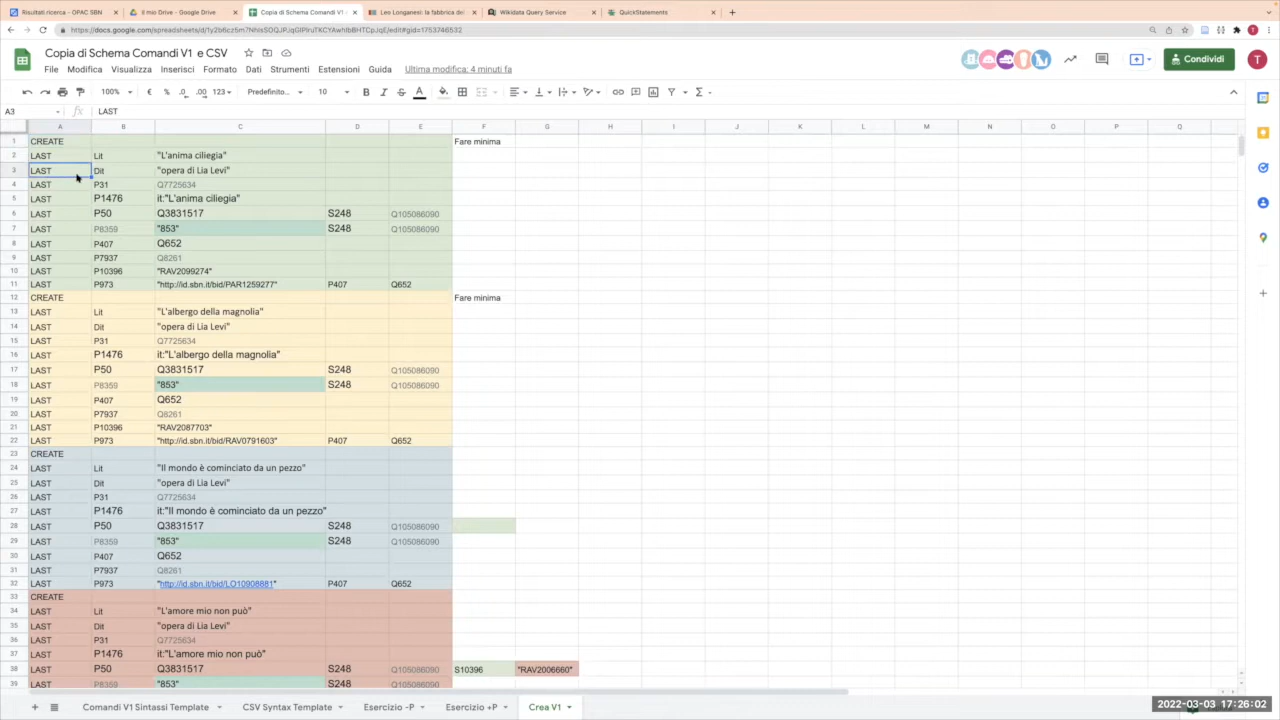 Risultati ricerca - OPAC SBN
Il mio Drive - Google Drive
Copia di Schema Comandi V1 e
Leo Longanesi: la fabbrica del
Wikidata Query Service
QuickStatements
Copia di Schema Comandi V1 e CSV
File Modifica Visualizza Inserisci Formato Dati Strumenti Estensioni Guida Ultima modifica: 4 minuti fa
Condividi
T
100% € % .0 .00 123 Predefinito... 10 B I S A
A3 fx LAST
A B C D E F G H I J K L M N O P Q
1 CREATE Fare minima
2 LAST Lit "L'anima ciliegia"
3 LAST Dit "opera di Lia Levi"
4 LAST P31 Q7725634
5 LAST P1476 it:"L'anima ciliegia"
6 LAST P50 Q3831517 S248 Q105086090
7 LAST P8359 "853" S248 Q105086090
8 LAST P407 Q652
9 LAST P7937 Q8261
10 LAST P10396 "RAV2099274"
11 LAST P973 "http://id.sbn.it/bid/PAR1259277" P407 Q652
12 CREATE Fare minima
13 LAST Lit "L'albergo della magnolia"
14 LAST Dit "opera di Lia Levi"
15 LAST P31 Q7725634
16 LAST P1476 it:"L'albergo della magnolia"
17 LAST P50 Q3831517 S248 Q105086090
18 LAST P8359 "853" S248 Q105086090
19 LAST P407 Q652
20 LAST P7937 Q8261
21 LAST P10396 "RAV2087703"
22 LAST P973 "http://id.sbn.it/bid/RAV0791603" P407 Q652
23 CREATE
24 LAST Lit "Il mondo è cominciato da un pezzo"
25 LAST Dit "opera di Lia Levi"
26 LAST P31 Q7725634
27 LAST P1476 it:"Il mondo è cominciato da un pezzo"
28 LAST P50 Q3831517 S248 Q105086090
29 LAST P8359 "853" S248 Q105086090
30 LAST P407 Q652
31 LAST P7937 Q8261
32 LAST P973 "http://id.sbn.it/bid/LO10908881" P407 Q652
33 CREATE
34 LAST Lit "L'amore mio non può"
35 LAST Dit "opera di Lia Levi"
36 LAST P31 Q7725634
37 LAST P1476 it:"L'amore mio non può"
38 LAST P50 Q3831517 S248 Q105086090 S10396 "RAV2006660"
39 LAST P8359 "853" S248 Q105086090
Comandi V1 Sintassi Template CSV Syntax Template Esercizio -P Esercizio +P Crea V1
2022-03-03 17:26:02